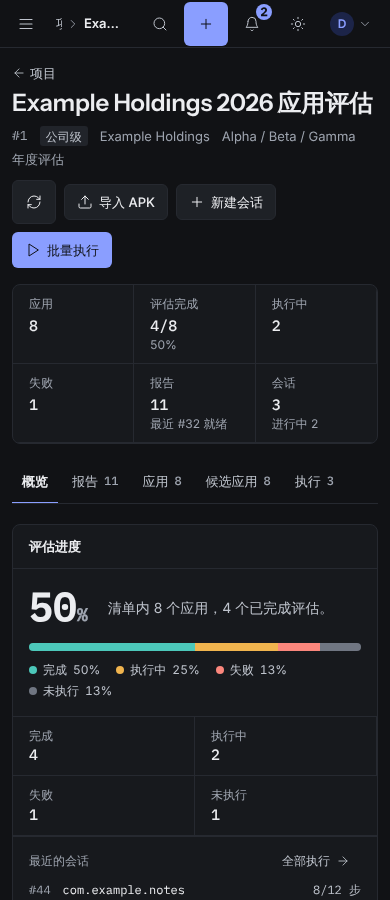 Exa...
2
D
项目
Example Holdings 2026 应用评估
#1 公司级 Example Holdings Alpha / Beta / Gamma
年度评估
导入 APK 新建会话
批量执行
应用 评估完成 执行中
8 4/8 2
50%
失败 报告 会话
1 11 3
最近 #32 就绪 进行中 2
概览 报告 11 应用 8 候选应用 8 执行 3
评估进度
50% 清单内 8 个应用，4 个已完成评估。
完成 50% 执行中 25% 失败 13%
未执行 13%
完成 执行中
4 2
失败 未执行
1 1
最近的会话 全部执行
#44 com.example.notes 8/12 步